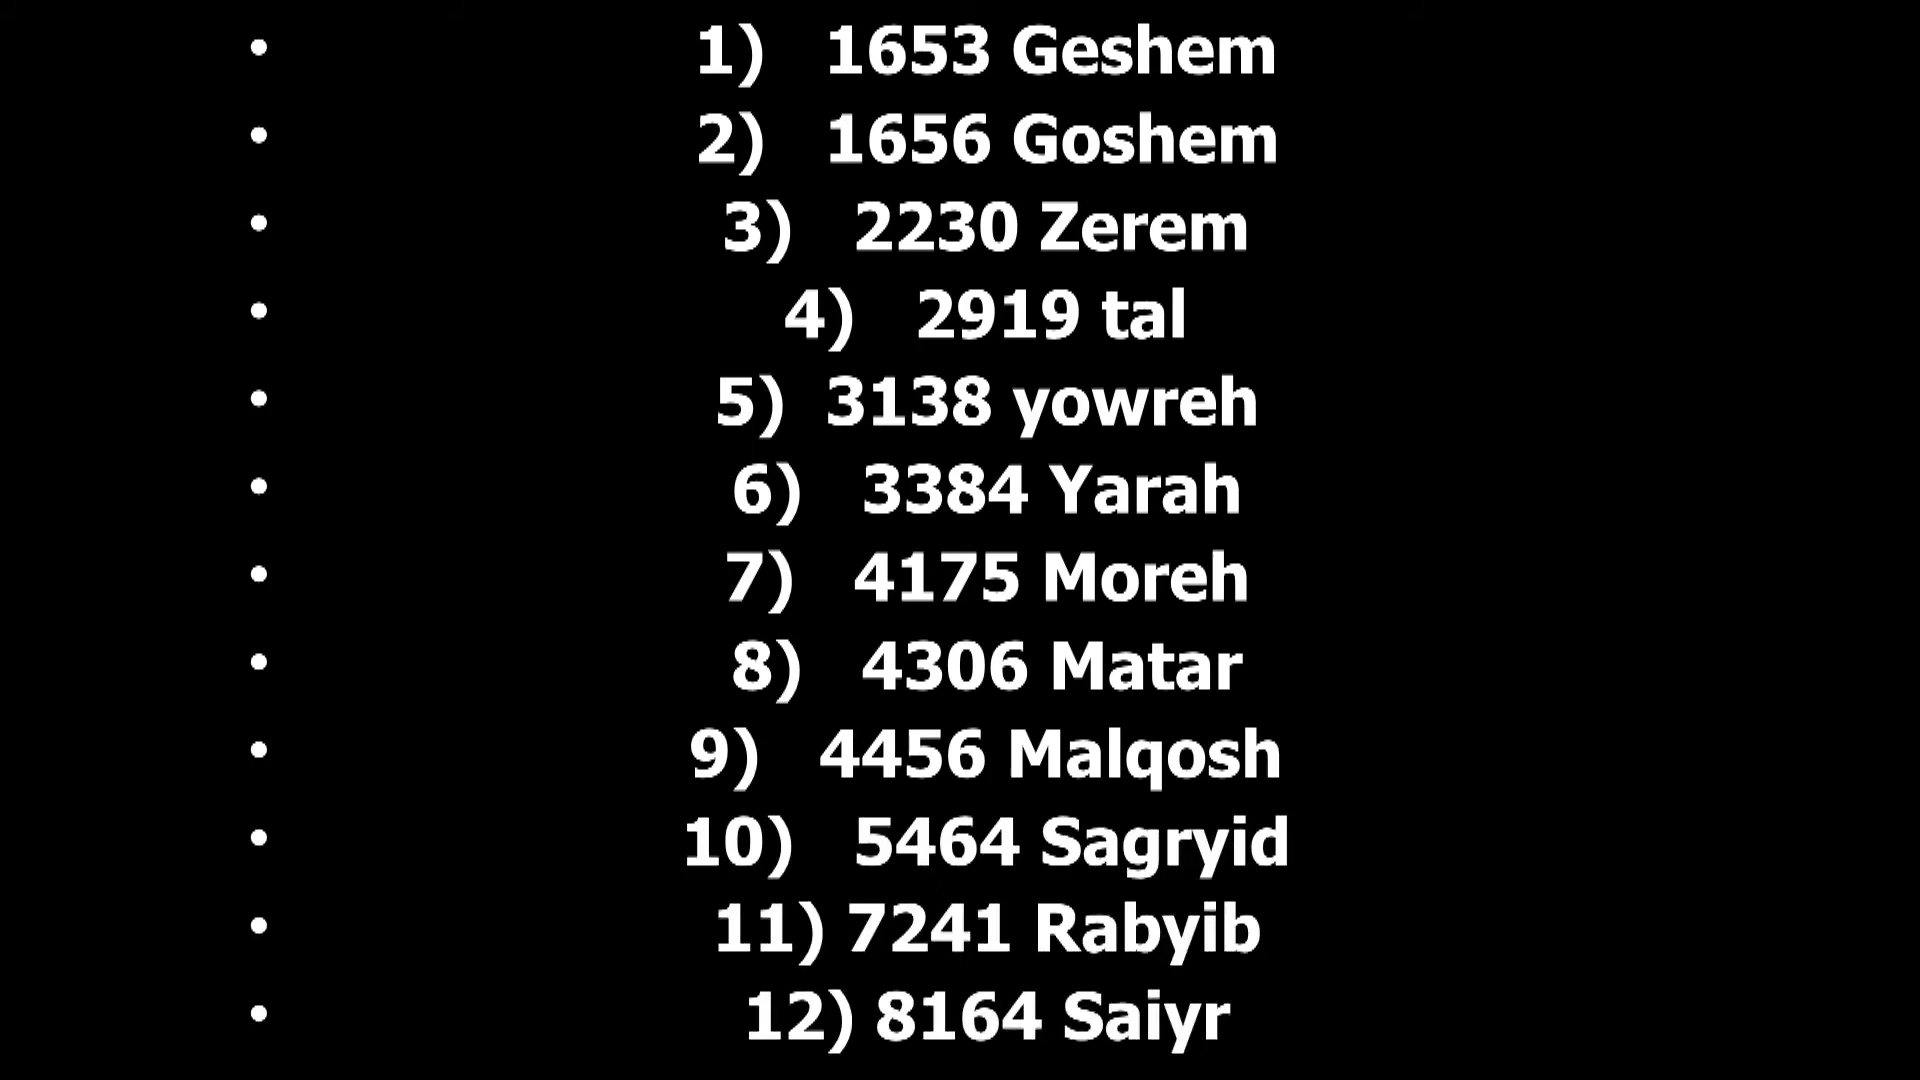 • 1) 1653 Geshem
• 2) 1656 Goshem
• 3) 2230 Zerem
• 4) 2919 tal
• 5) 3138 yowreh
• 6) 3384 Yarah
• 7) 4175 Moreh
• 8) 4306 Matar
• 9) 4456 Malqosh
• 10) 5464 Sagryid
• 11) 7241 Rabyib
• 12) 8164 Saiyr